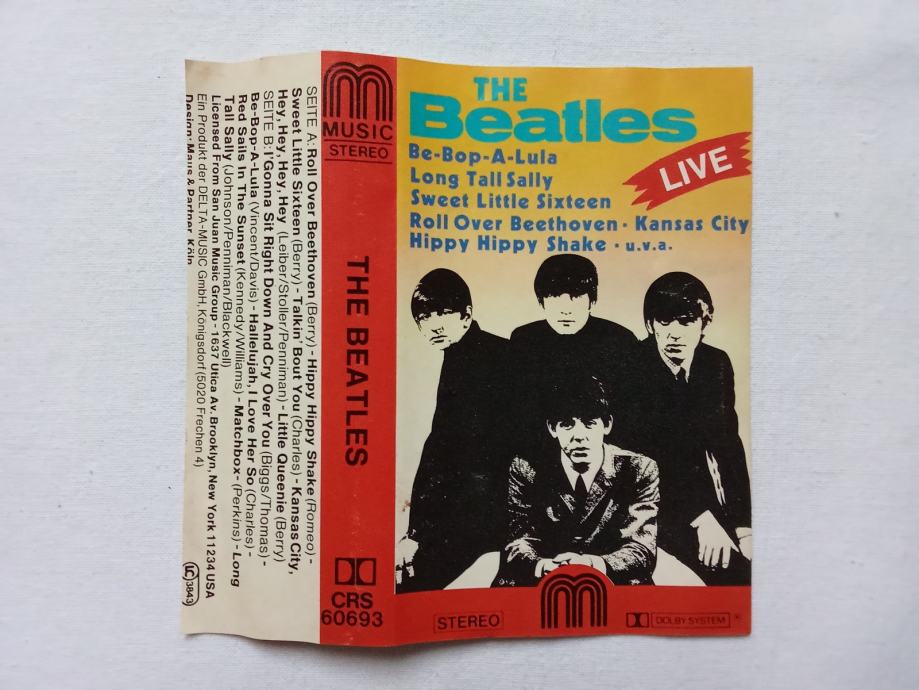 THE
Beatles
LIVE
Be-Bop-A-Lula
Long Tall Sally
Sweet Little Sixteen
Roll Over Beethoven · Kansas City
Hippy Hippy Shake · u.v.a.
STEREO
M
DOLBY SYSTEM ®
M
MUSIC
STEREO
THE BEATLES
CRS
60693
SEITE A: Roll Over Beethoven (Berry) - Hippy Hippy Shake (Romeo) -
Sweet Little Sixteen (Berry) - Talkin' Bout You (Charles) - Kansas City,
Hey, Hey, Hey, Hey (Leiber/Stoller/Penniman) - Little Queenie (Berry)
SEITE B: I'Gonna Sit Right Down And Cry Over You (Biggs/Thomas) -
Be-Bop-A-Lula (Vincent/Davis) - Hallelujah, I Love Her So (Charles) -
Red Sails In The Sunset (Kennedy/Williams) - Matchbox - (Perkins) - Long
Tall Sally (Johnson/Penniman/Blackwell)
Licensed From San Juan Music Group - 1637 Utica Av. Brooklyn, New York 11234 USA
Ein Produkt der DELTA-MUSIC GmbH, Königsdorf (5020 Frechen 4)
Design: Maus & Partner, Köln
LC 3843